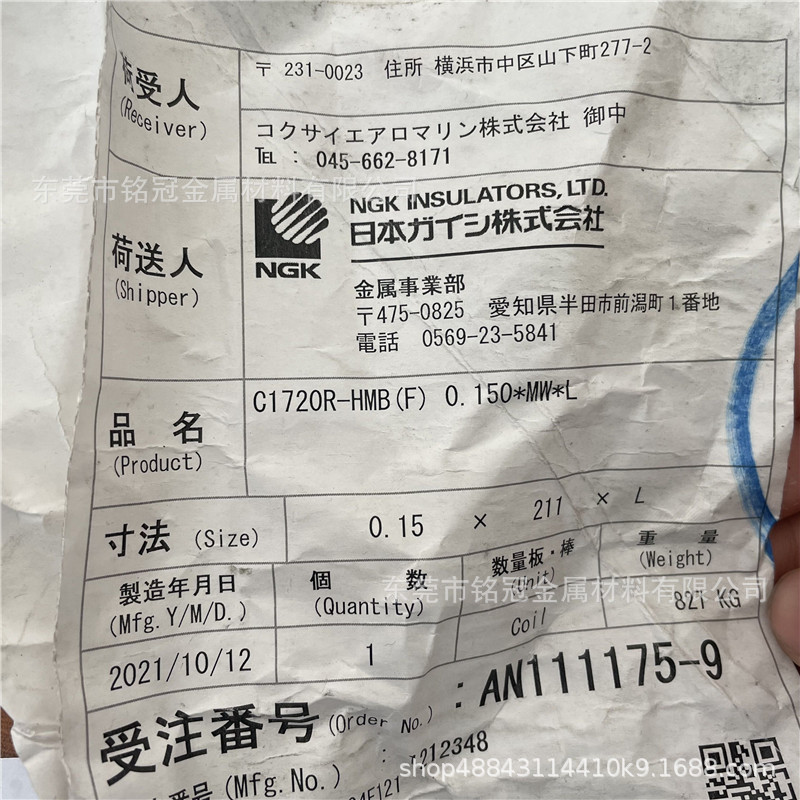 〒 231-0023 住所 横浜市中区山下町277-2
荷受人
(Receiver)
コクサイエアロマリン株式会社 御中
TEL : 045-662-8171
东莞市铭冠金属材料有限公司
NGK
NGK INSULATORS, LTD.
日本ガイシ株式会社
荷送人
(Shipper)
金属事業部
〒475-0825 愛知県半田市前潟町1番地
電話 0569-23-5841
品名
(Product)
C1720R-HMB(F) 0.150*MW*L
寸法 (Size)
0.15 × 211 × L
製造年月日
(Mfg.Y/M/D.)
個数
(Quantity)
数量板・棒
(Unit)
重量
(Weight)
东莞市铭冠金属材料有限公司
2021/10/12
1
Coil
827 KG
受注番号 (Order No.) : AN111175-9
番号 (Mfg.No.) : 212348
shop48843114410k9.1688.com